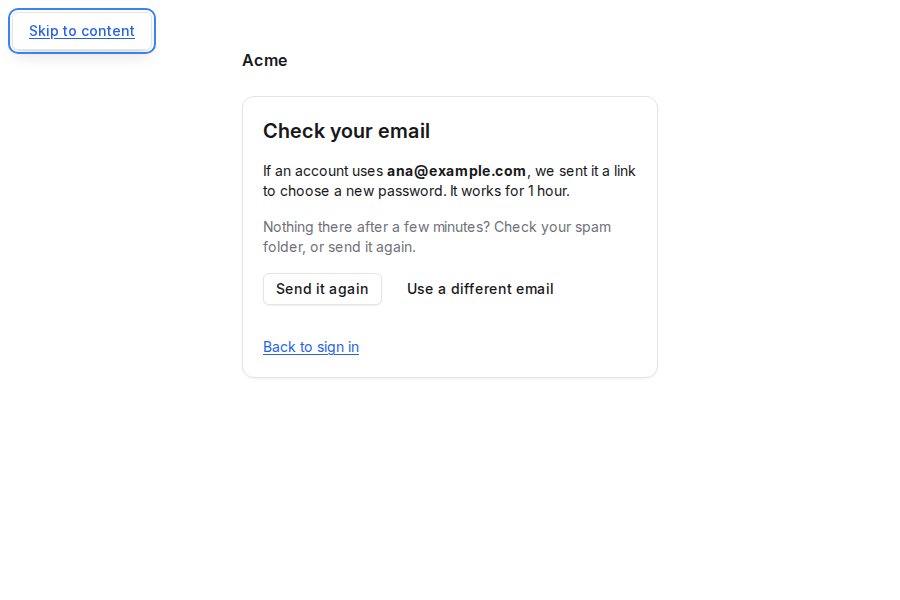 Skip to content
Acme
Check your email
If an account uses ana@example.com, we sent it a link
to choose a new password. It works for 1 hour.
Nothing there after a few minutes? Check your spam
folder, or send it again.
Send it again
Use a different email
Back to sign in